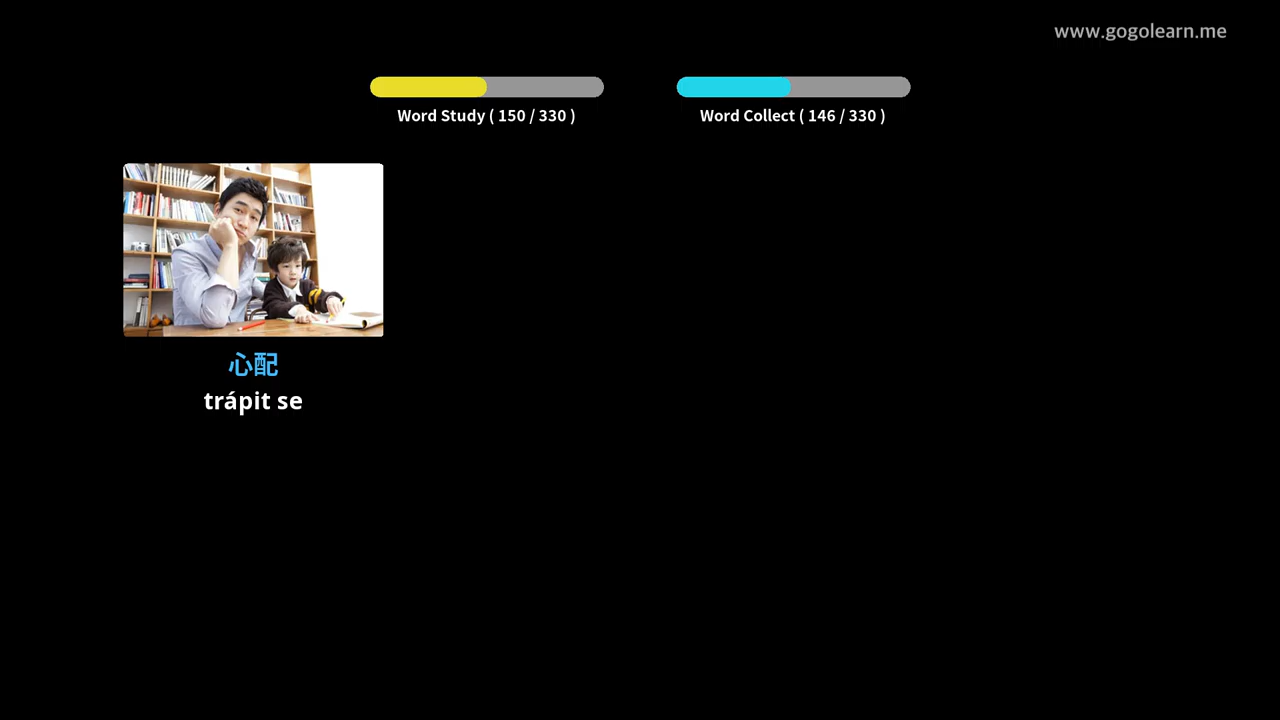 www.gogolearn.me
Word Study ( 150 / 330 )
Word Collect ( 146 / 330 )
心配
trápit se